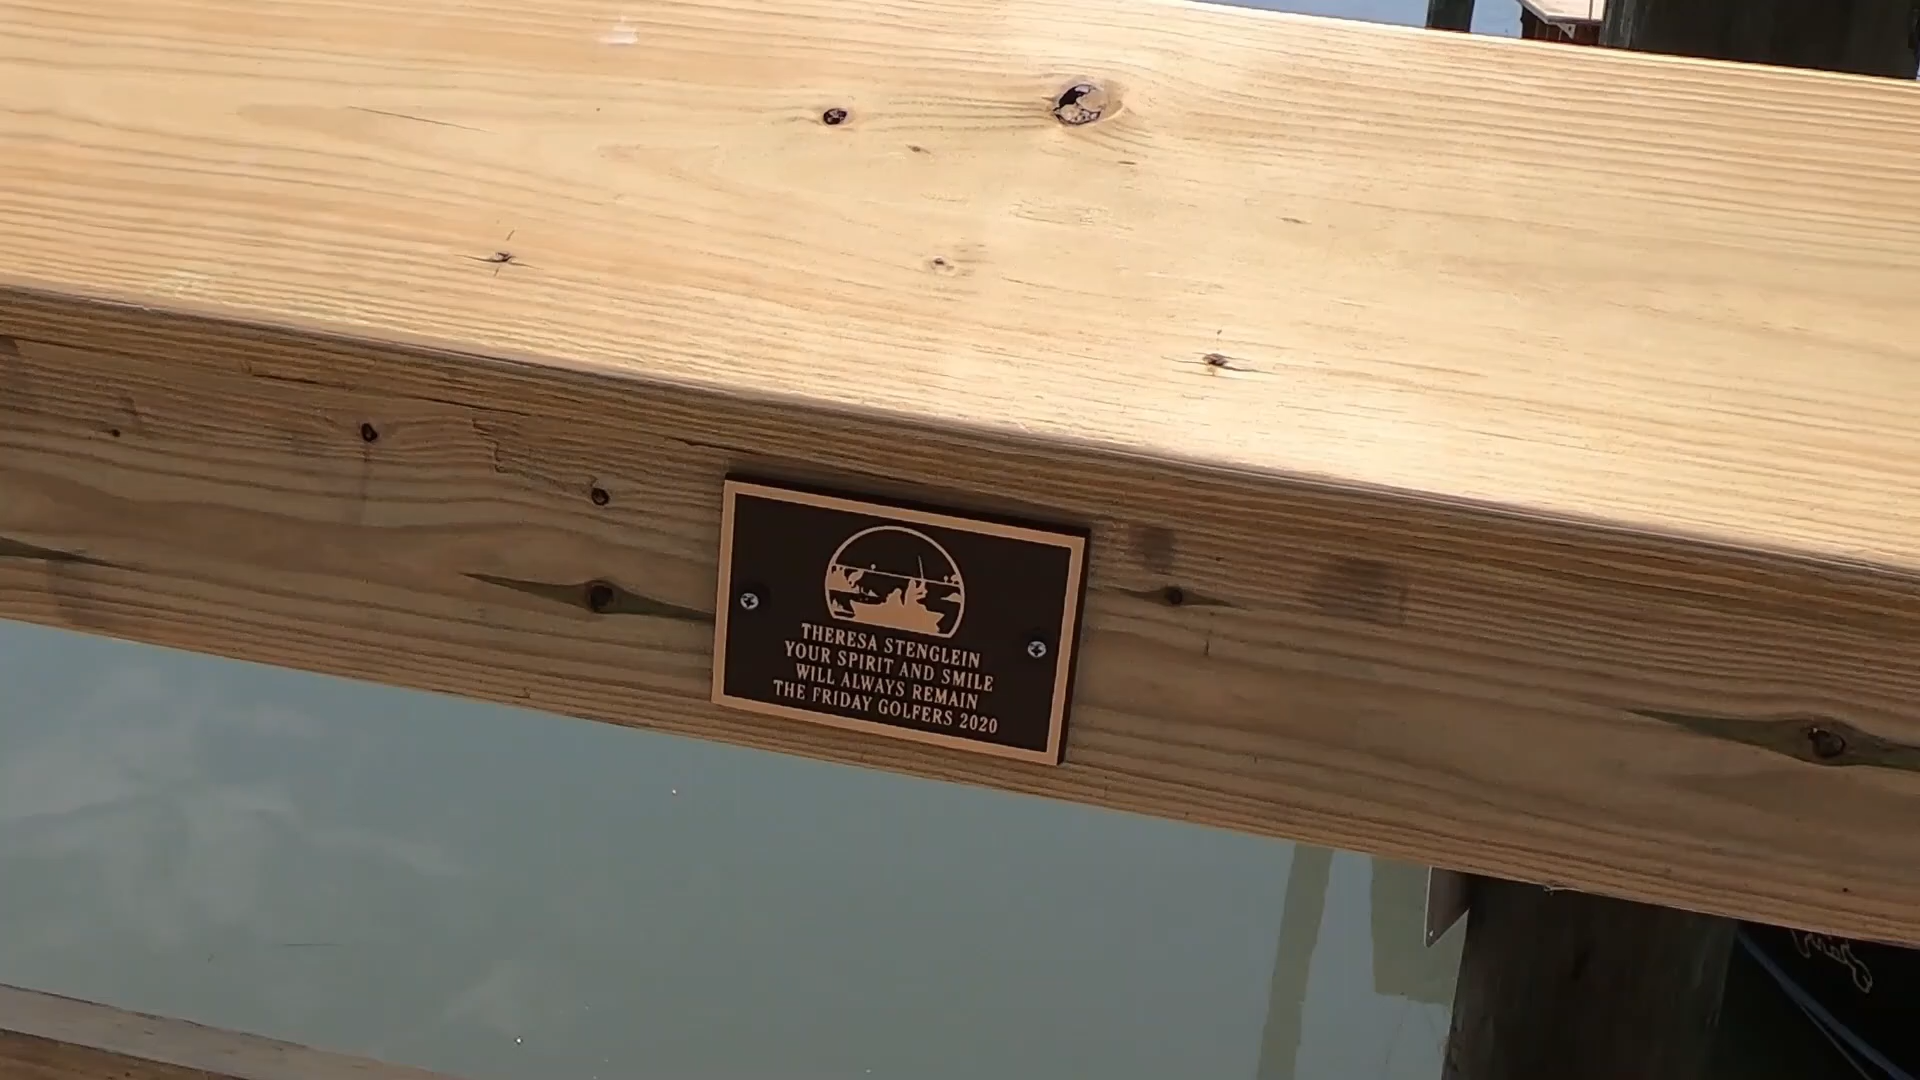 THERESA STENGLEIN
YOUR SPIRIT AND SMILE
WILL ALWAYS REMAIN
THE FRIDAY GOLFERS 2020